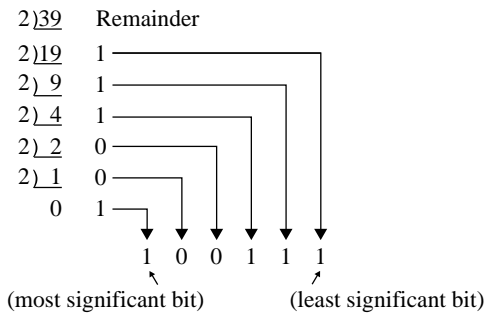 2)39 Remainder
2)19 1
2) 9 1
2) 4 1
2) 2 0
2) 1 0
0 1
1 0 0 1 1 1
(most significant bit) (least significant bit)